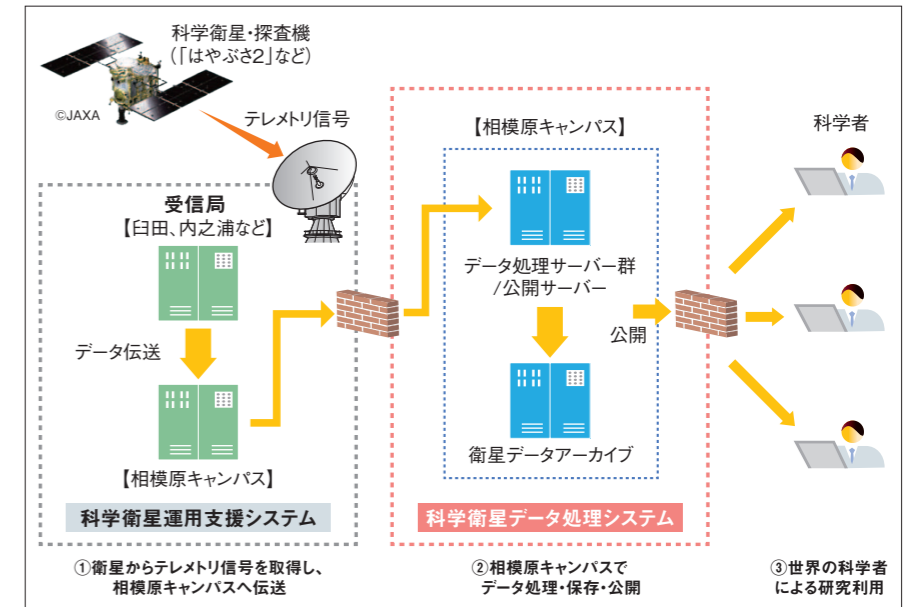 科学衛星・探査機
(「はやぶさ2」など)
©JAXA
テレメトリ信号
受信局
【臼田、内之浦など】
データ伝送
【相模原キャンパス】
科学衛星運用支援システム
①衛星からテレメトリ信号を取得し、
相模原キャンパスへ伝送
【相模原キャンパス】
データ処理サーバー群
/公開サーバー
公開
衛星データアーカイブ
科学衛星データ処理システム
②相模原キャンパスで
データ処理・保存・公開
科学者
③世界の科学者
による研究利用